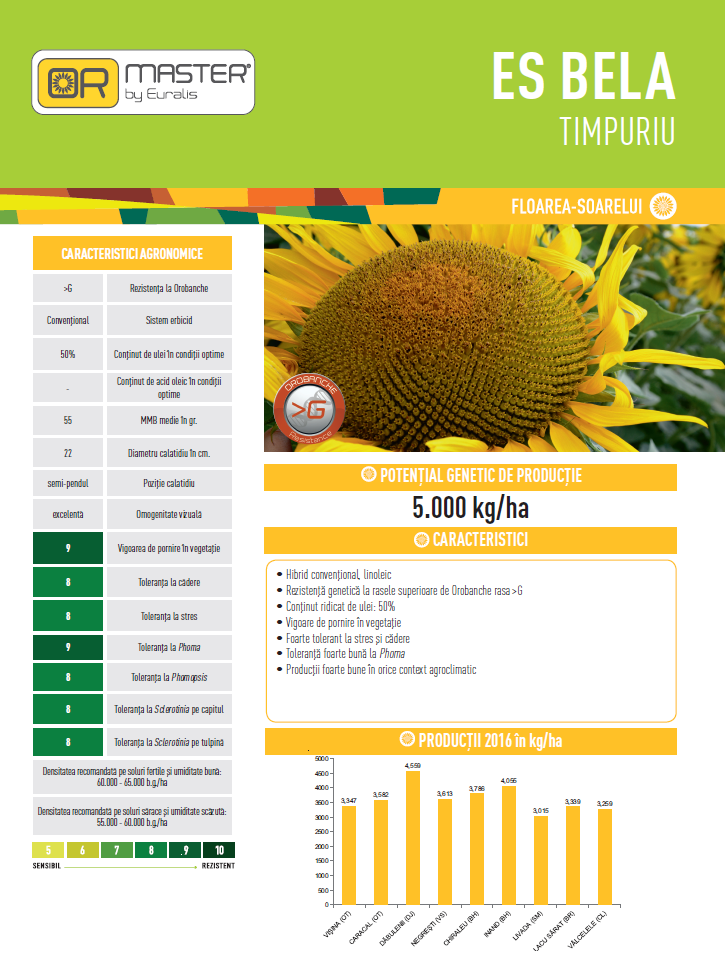 OR MASTER®
by Euralis
ES BELA
TIMPURIU
FLOAREA-SOARELUI
CARACTERISTICI AGRONOMICE
>G Rezistența la Orobanche
Convențional Sistem erbicid
50% Conținut de ulei în condiții optime
- Conținut de acid oleic în condiții
optime
55 MMB medie în gr.
22 Diametru calatidiu în cm.
semi-pendul Poziție calatidiu
excelentă Omogenitate vizuală
9 Vigoarea de pornire în vegetație
8 Toleranța la cădere
8 Toleranța la stres
9 Toleranța la Phoma
8 Toleranța la Phomopsis
8 Toleranța la Sclerotinia pe capitul
8 Toleranța la Sclerotinia pe tulpină
Densitatea recomandată pe soluri fertile și umiditate bună:
60.000 - 65.000 b.g/ha
Densitatea recomandată pe soluri sărace și umiditate scăzută:
55.000 - 60.000 b.g/ha
5 6 7 8 9 10
SENSIBIL REZISTENT
OROBANCHE
>G
Resistance
POTENȚIAL GENETIC DE PRODUCȚIE
5.000 kg/ha
CARACTERISTICI
• Hibrid convențional, linoleic
• Rezistență genetică la rasele superioare de Orobanche rasa >G
• Conținut ridicat de ulei: 50%
• Vigoare de pornire în vegetație
• Foarte tolerant la stres și cădere
• Toleranță foarte bună la Phoma
• Producții foarte bune în orice context agroclimatic
PRODUCȚII 2016 în kg/ha
5000
4500
4000
3500
3000
2500
2000
1500
1000
500
0
3,347
3,582
4,559
3,613
3,786
4,056
3,015
3,339
3,259
VIȘINA (OT)
CARACAL (OT)
DĂBULENII (DJ)
NEGREȘTI (VS)
CHIRALEU (BH)
INAND (BH)
LIVADA (SM)
LACU SĂRAT (BR)
VÂLCELELE (CL)